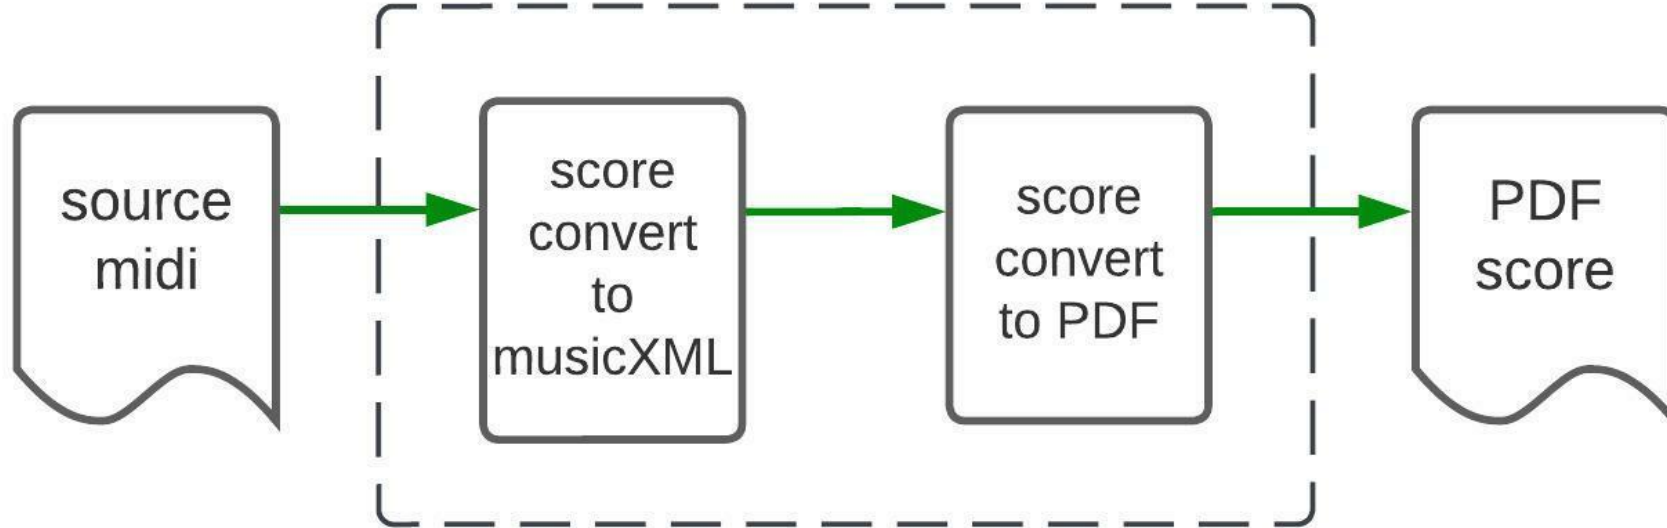 source
midi
score
convert
to
musicXML
score
convert
to PDF
PDF
score